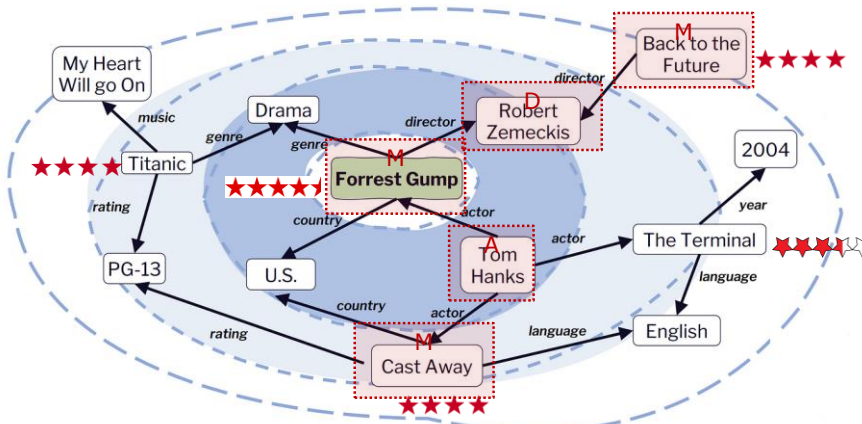 M
My Heart
Will go On
Back to the
Future
director
D
Drama
Robert
Zemeckis
music
genre
director
genre
M
2004
Titanic
Forrest Gump
rating
country
actor
year
A
actor
The Terminal
Tom
Hanks
PG-13
U.S.
language
country
actor
rating
M
language
English
Cast Away